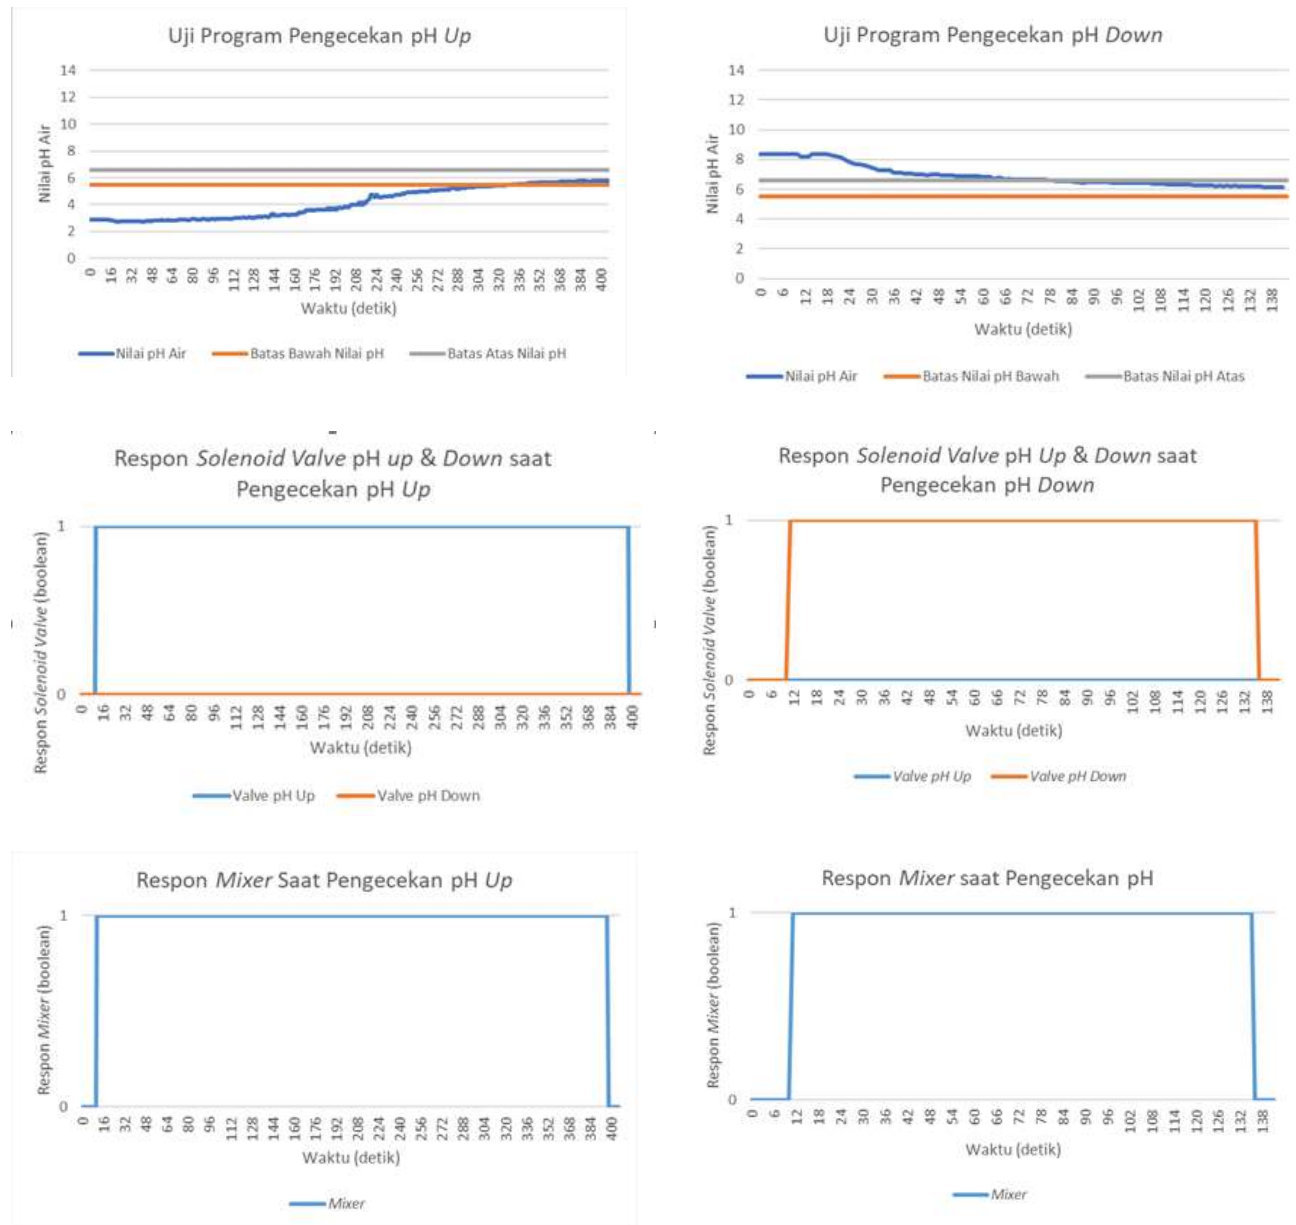 Uji Program Pengecekan pH Up
Nilai pH Air
14
12
10
8
6
4
2
0
0 16 32 48 64 80 96 112 128 144 160 176 192 208 224 240 256 272 288 304 320 336 352 368 384 400
Waktu (detik)
Nilai pH Air Batas Bawah Nilai pH Batas Atas Nilai pH
Uji Program Pengecekan pH Down
Nilai pH Air
14
12
10
8
6
4
2
0
0 6 12 18 24 30 36 42 48 54 60 66 72 78 84 90 96 102 108 114 120 126 132 138
Waktu (detik)
Nilai pH Air Batas Nilai pH Bawah Batas Nilai pH Atas
Respon Solenoid Valve pH up & Down saat
Pengecekan pH Up
Respon Solenoid Valve (boolean)
1
0
0 16 32 48 64 80 96 112 128 144 160 176 192 208 224 240 256 272 288 304 320 336 352 368 384 400
Waktu (detik)
Valve pH Up Valve pH Down
Respon Solenoid Valve pH Up & Down saat
Pengecekan pH Down
Respon Solenoid Valve (boolean)
1
0
0 6 12 18 24 30 36 42 48 54 60 66 72 78 84 90 96 102 108 114 120 126 132 138
Waktu (detik)
Valve pH Up Valve pH Down
Respon Mixer Saat Pengecekan pH Up
Respon Mixer (boolean)
1
0
0 16 32 48 64 80 96 112 128 144 160 176 192 208 224 240 256 272 288 304 320 336 352 368 384 400
Waktu (detik)
Mixer
Respon Mixer saat Pengecekan pH
Respon Mixer (boolean)
1
0
0 6 12 18 24 30 36 42 48 54 60 66 72 78 84 90 96 102 108 114 120 126 132 138
Waktu (detik)
Mixer